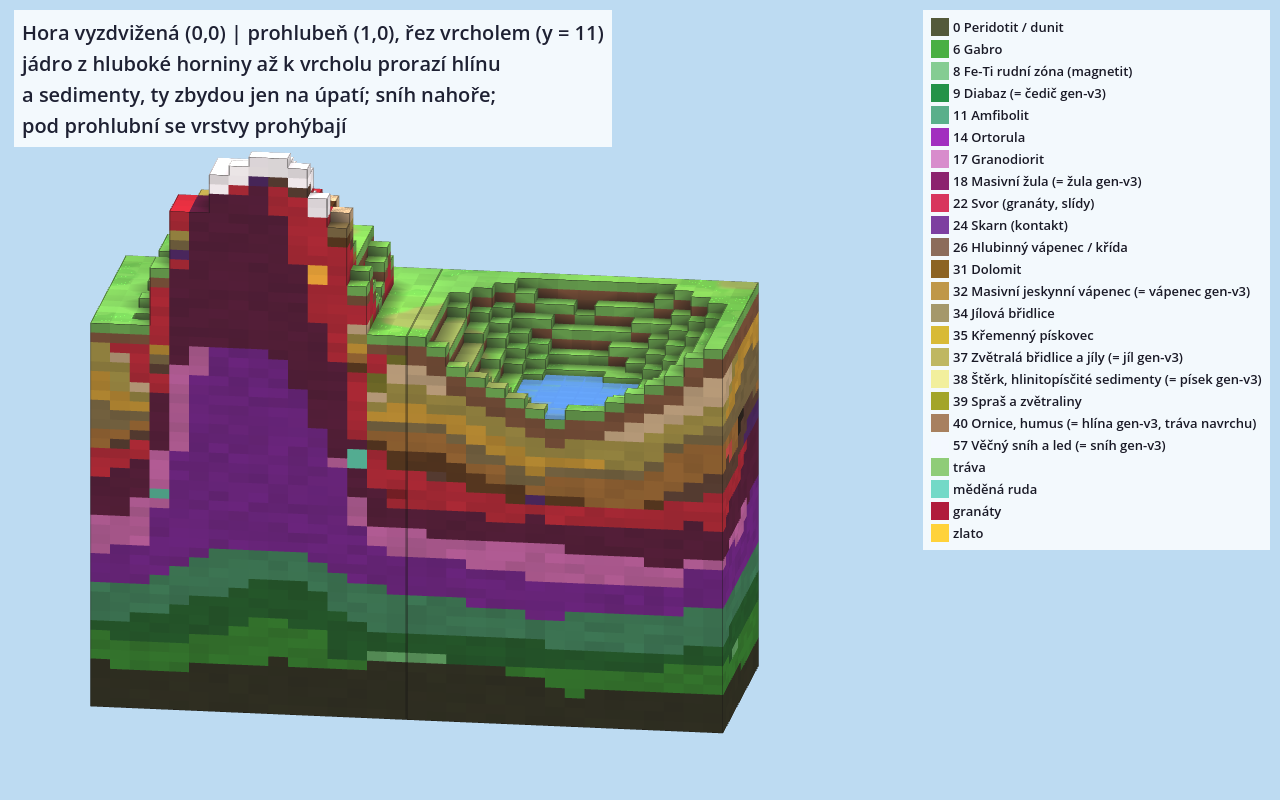 Hora vyzdvižená (0,0) | prohlubeň (1,0), řez vrcholem (y = 11)
jádro z hluboké horniny až k vrcholu prorazí hlínu
a sedimenty, ty zbydou jen na úpatí; sníh nahoře;
pod prohlubní se vrstvy prohýbají
0 Peridotit / dunit
6 Gabro
8 Fe-Ti rudní zóna (magnetit)
9 Diabaz (= čedič gen-v3)
11 Amfibolit
14 Ortorula
17 Granodiorit
18 Masivní žula (= žula gen-v3)
22 Svor (granáty, slídy)
24 Skarn (kontakt)
26 Hlubinný vápenec / křída
31 Dolomit
32 Masivní jeskynní vápenec (= vápenec gen-v3)
34 Jílová břidlice
35 Křemenný pískovec
37 Zvětralá břidlice a jíly (= jíl gen-v3)
38 Štěrk, hlinitopísčité sedimenty (= písek gen-v3)
39 Spraš a zvětraliny
40 Ornice, humus (= hlína gen-v3, tráva navrchu)
57 Věčný sníh a led (= sníh gen-v3)
tráva
měděná ruda
granáty
zlato